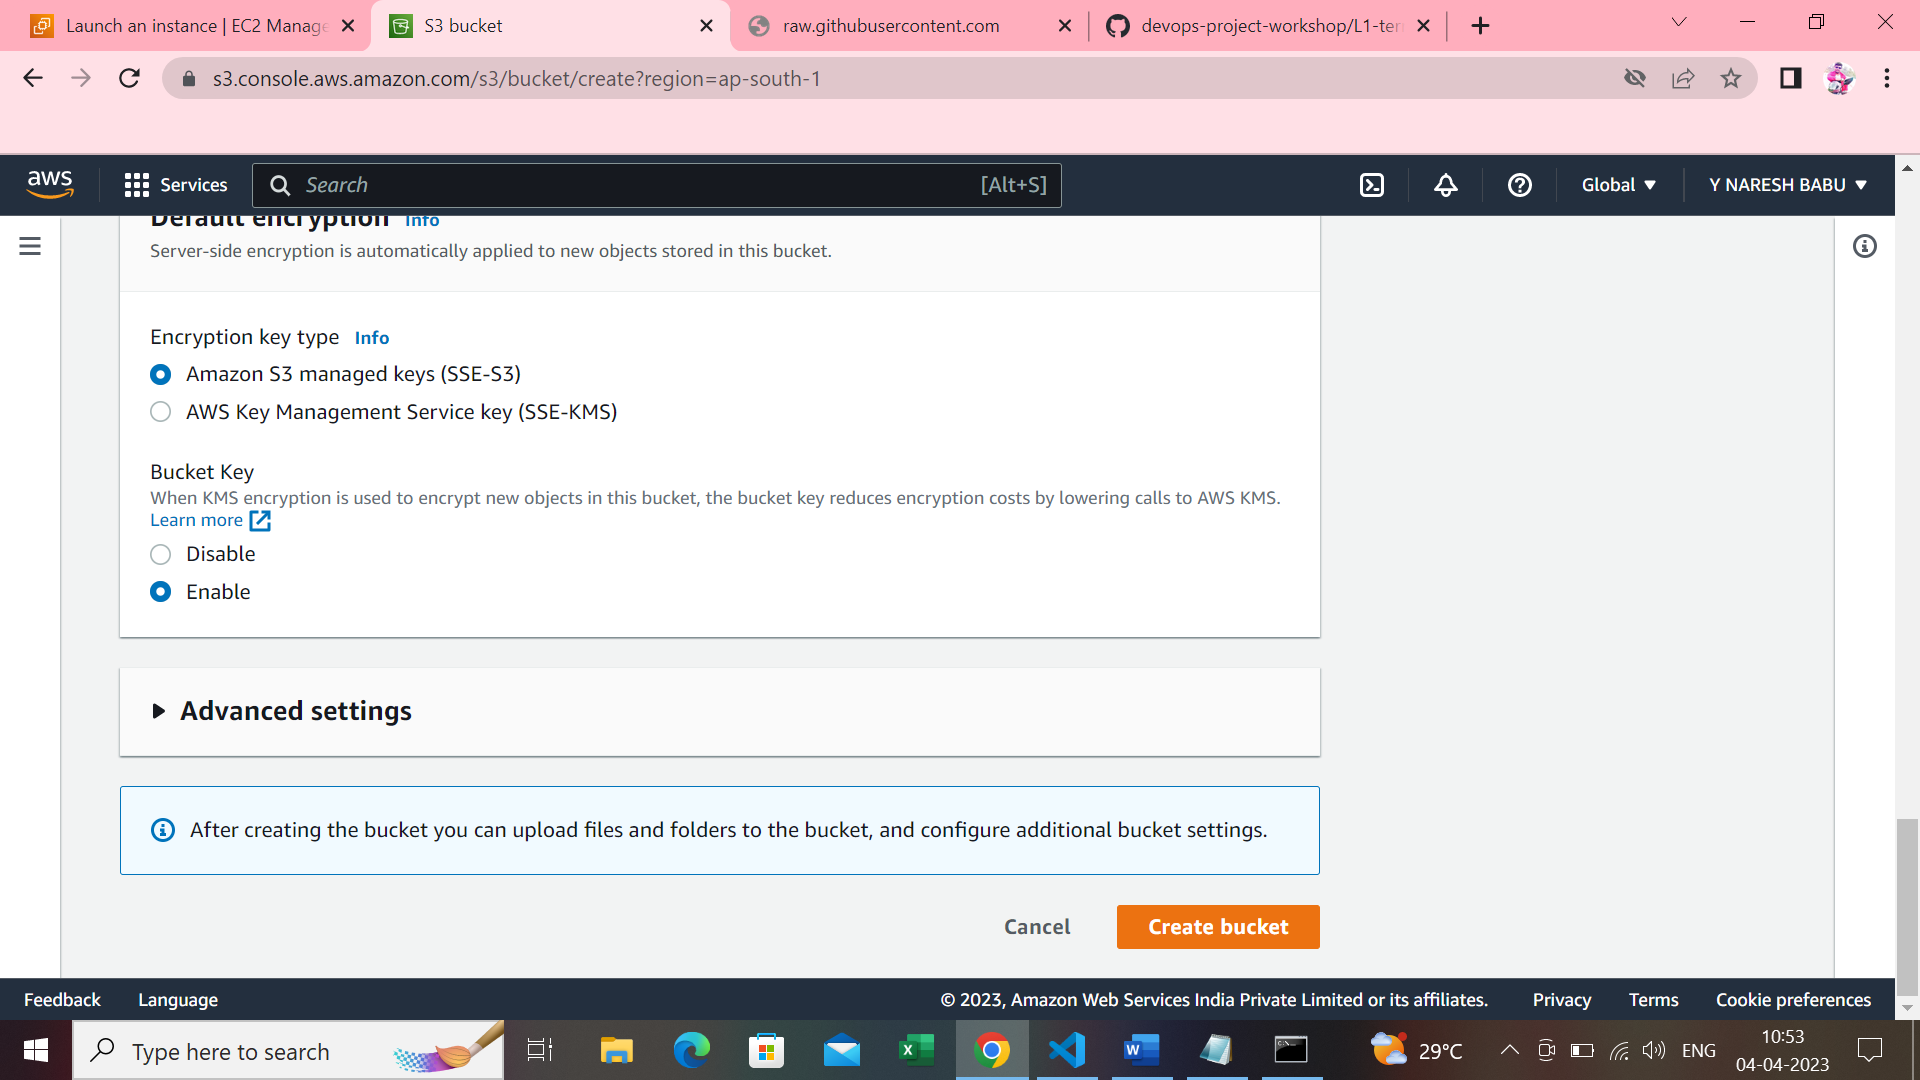 Launch an instance | EC2 Manage
S3 bucket
raw.githubusercontent.com
devops-project-workshop/L1-terr
s3.console.aws.amazon.com/s3/bucket/create?region=ap-south-1
aws
Services
Search
[Alt+S]
Global
Y NARESH BABU
Default encryption Info
Server-side encryption is automatically applied to new objects stored in this bucket.
Encryption key type Info
Amazon S3 managed keys (SSE-S3)
AWS Key Management Service key (SSE-KMS)
Bucket Key
When KMS encryption is used to encrypt new objects in this bucket, the bucket key reduces encryption costs by lowering calls to AWS KMS.
Learn more
Disable
Enable
Advanced settings
After creating the bucket you can upload files and folders to the bucket, and configure additional bucket settings.
Cancel
Create bucket
Feedback
Language
© 2023, Amazon Web Services India Private Limited or its affiliates.
Privacy
Terms
Cookie preferences
Type here to search
29°C
ENG
10:53
04-04-2023